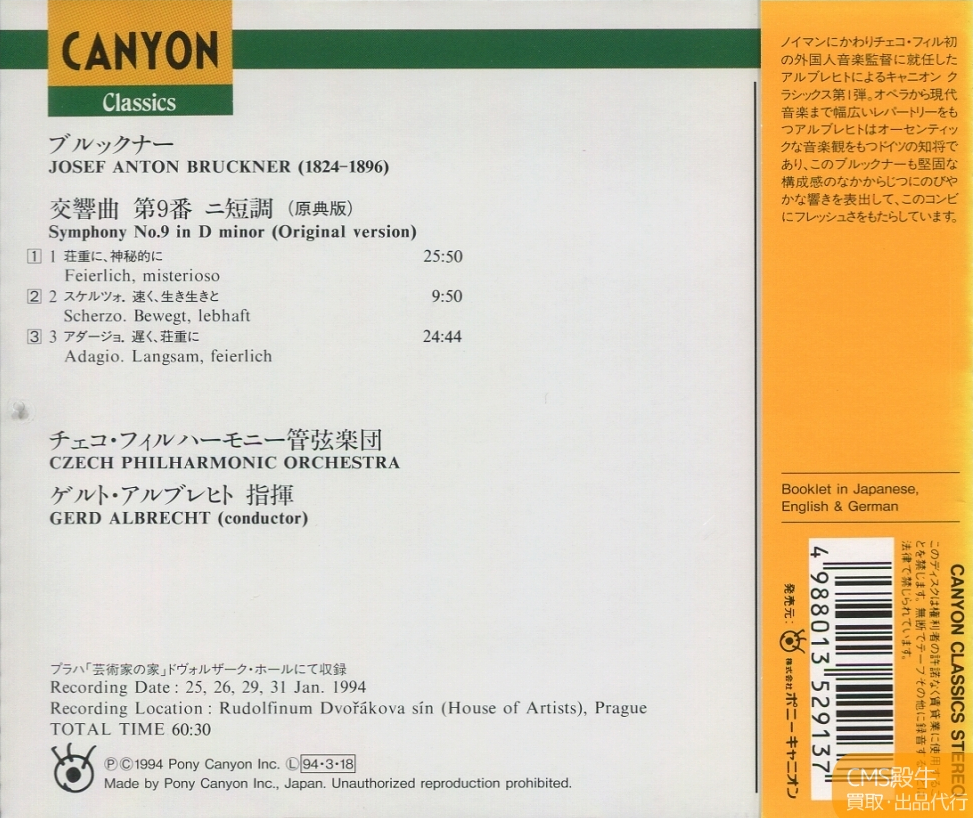 CANYON
Classics
ブルックナー
JOSEF ANTON BRUCKNER (1824–1896)
交響曲 第9番 ニ短調 (原典版)
Symphony No.9 in D minor (Original version)
1 1 荘重に、神秘的に 25:50
Feierlich, misterioso
2 2 スケルツォ. 速く、生き生きと 9:50
Scherzo. Bewegt, lebhaft
3 3 アダージョ. 遅く、荘重に 24:44
Adagio. Langsam, feierlich
チェコ・フィルハーモニー管弦楽団
CZECH PHILHARMONIC ORCHESTRA
ゲルト・アルブレヒト 指揮
GERD ALBRECHT (conductor)
プラハ「芸術家の家」ドヴォルザーク・ホールにて収録
Recording Date : 25, 26, 29, 31 Jan. 1994
Recording Location : Rudolfinum Dvořákova sín (House of Artists), Prague
TOTAL TIME 60:30
ⓅⒸ1994 Pony Canyon Inc. Ⓛ94・3・18
Made by Pony Canyon Inc., Japan. Unauthorized reproduction prohibited.
ノイマンにかわりチェコ・フィル初
の外国人音楽監督に就任した
アルブレヒトによるキャニオン ク
ラシックス第1弾。オペラから現代
音楽まで幅広いレパートリーをも
つアルブレヒトはオーセンティッ
クな音楽観をもつドイツの知将で
あり、このブルックナーも堅固な
構成感のなかからじつにのびや
かな響きを表出して、このコンビ
にフレッシュさをもたらしています。
Booklet in Japanese,
English & German
CANYON CLASSICS STEREO
このディスクは権利者の許諾なく賃貸業に使用するこ
とを禁じます。無断でテープその他に録音することは
法律で禁じられています。
4 988013 529137
発売元: 株式会社ポニーキャニオン
CMS殿牛
買取・出品代行